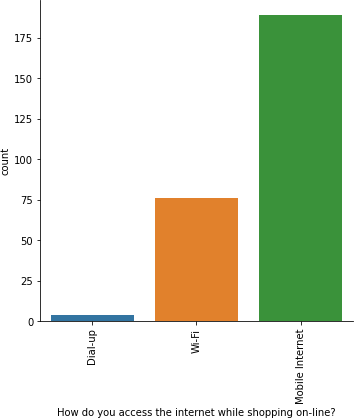 175
150
125
100
75
50
25
0
count
Dial-up
Wi-Fi
Mobile Internet
How do you access the internet while shopping on-line?